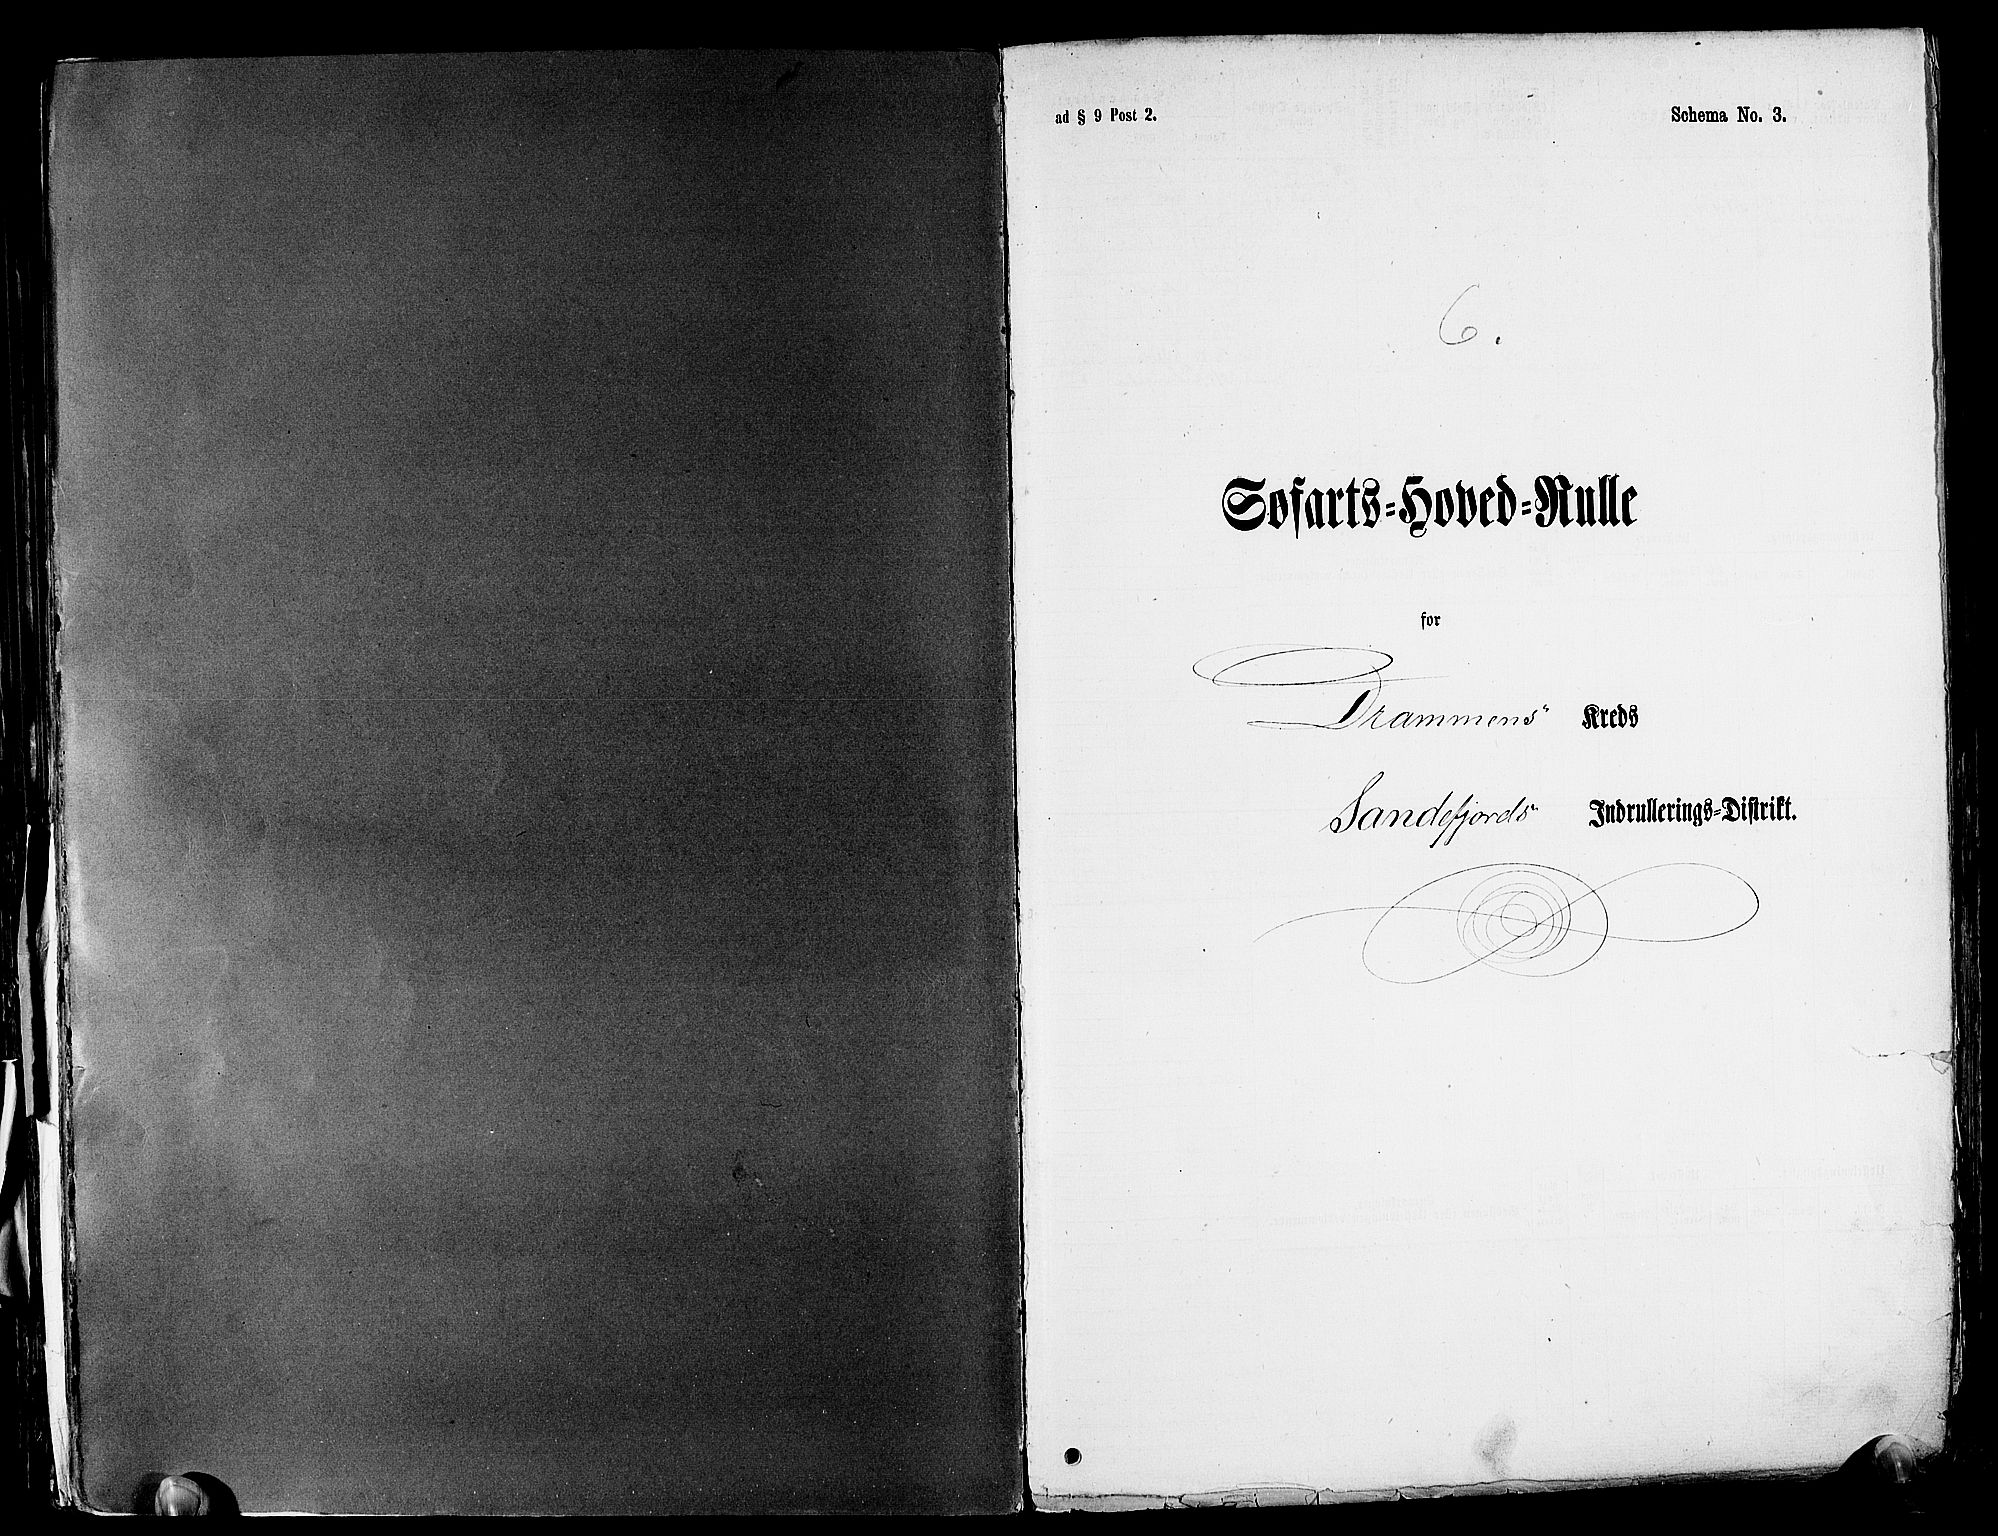 ad § 9 Post 2.
Schema No. 3.
6.
Søfarts-Hoved-Rulle
for
Drammens Kreds
Sandefjords Indrullerings-Distrikt.